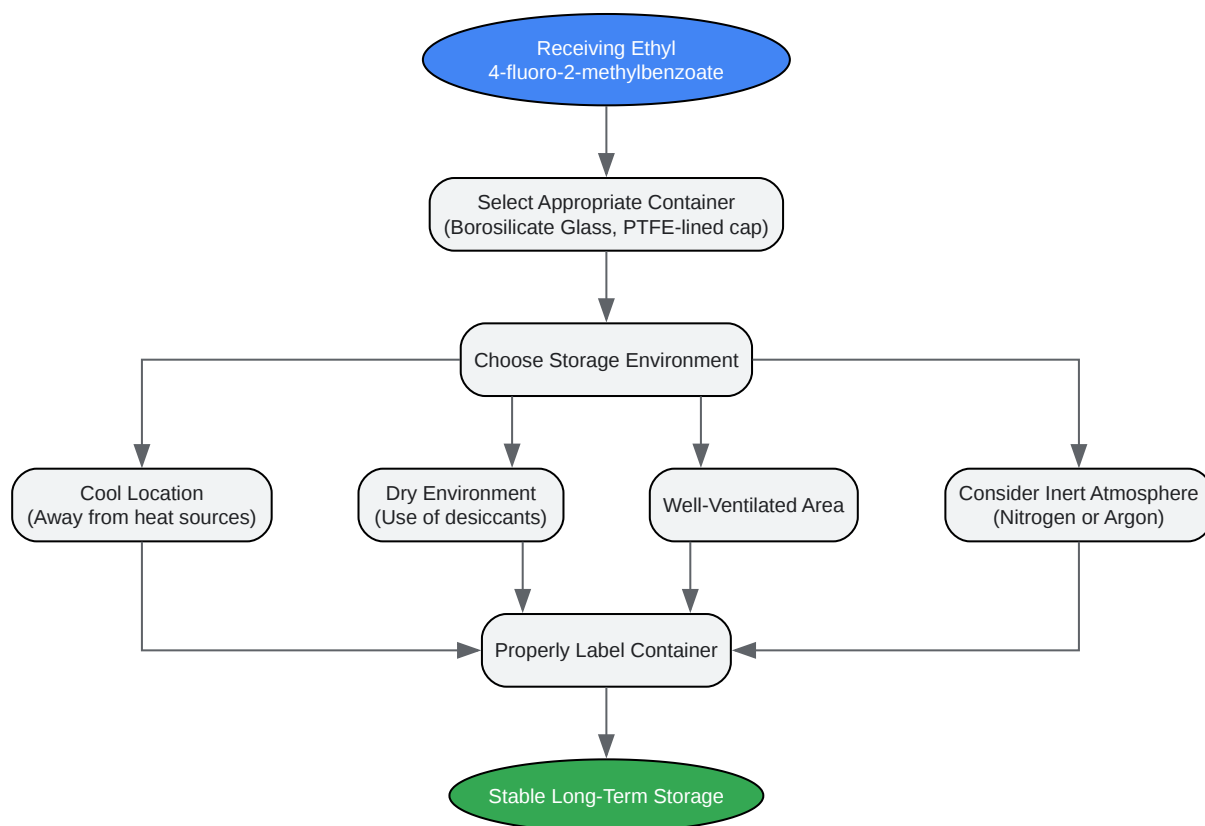 Receiving Ethyl
4-fluoro-2-methylbenzoate
Select Appropriate Container
(Borosilicate Glass, PTFE-lined cap)
Choose Storage Environment
Cool Location
(Away from heat sources)
Dry Environment
(Use of desiccants)
Well-Ventilated Area
Consider Inert Atmosphere
(Nitrogen or Argon)
Properly Label Container
Stable Long-Term Storage